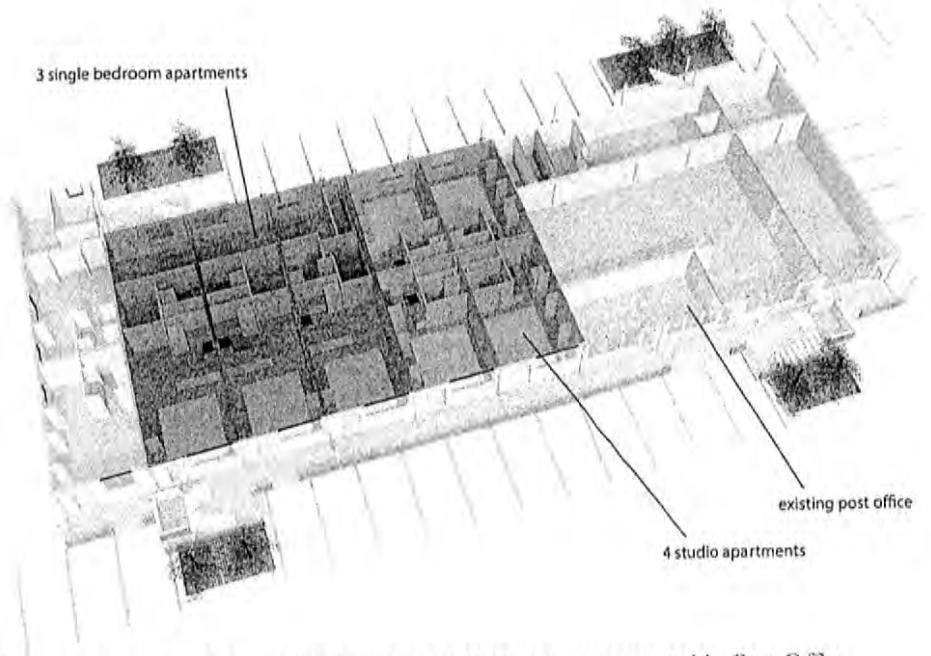 3 single bedroom apartments
existing post office
4 studio apartments